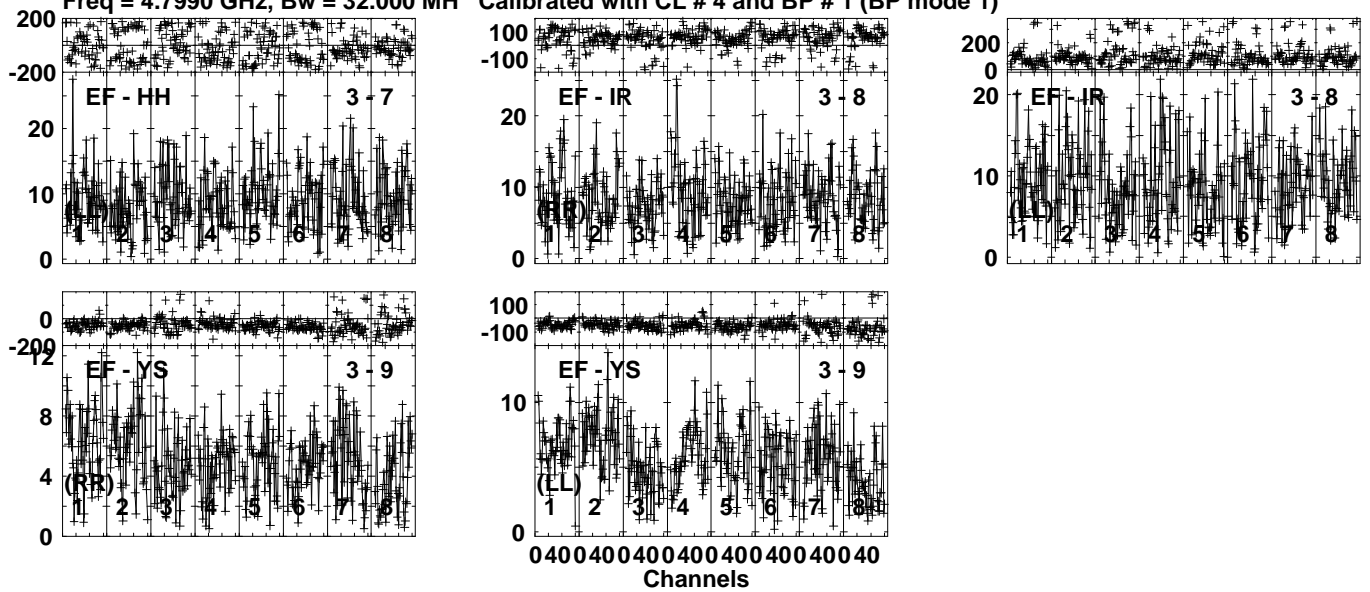 Freq = 4.7990 GHz, Bw = 32.000 MH Calibrated with CL # 4 and BP # 1 (BP mode 1)
200
-200
EF - HH 3 - 7
20
10
0
(LL)
1 2 3 4 5 6 7 8
100
-100
EF - IR 3 - 8
20
10
0
(RR)
1 2 3 4 5 6 7 8
200
0
EF - IR 3 - 8
20
10
0
(LL)
1 2 3 4 5 6 7 8
0
-200
EF - YS 3 - 9
12
8
4
0
(RR)
1 2 3 4 5 6 7 8
100
-100
EF - YS 3 - 9
10
0
(LL)
1 2 3 4 5 6 7 8
0 40 0 40 0 40 0 40 0 40 0 40 0 40 0 40
Channels